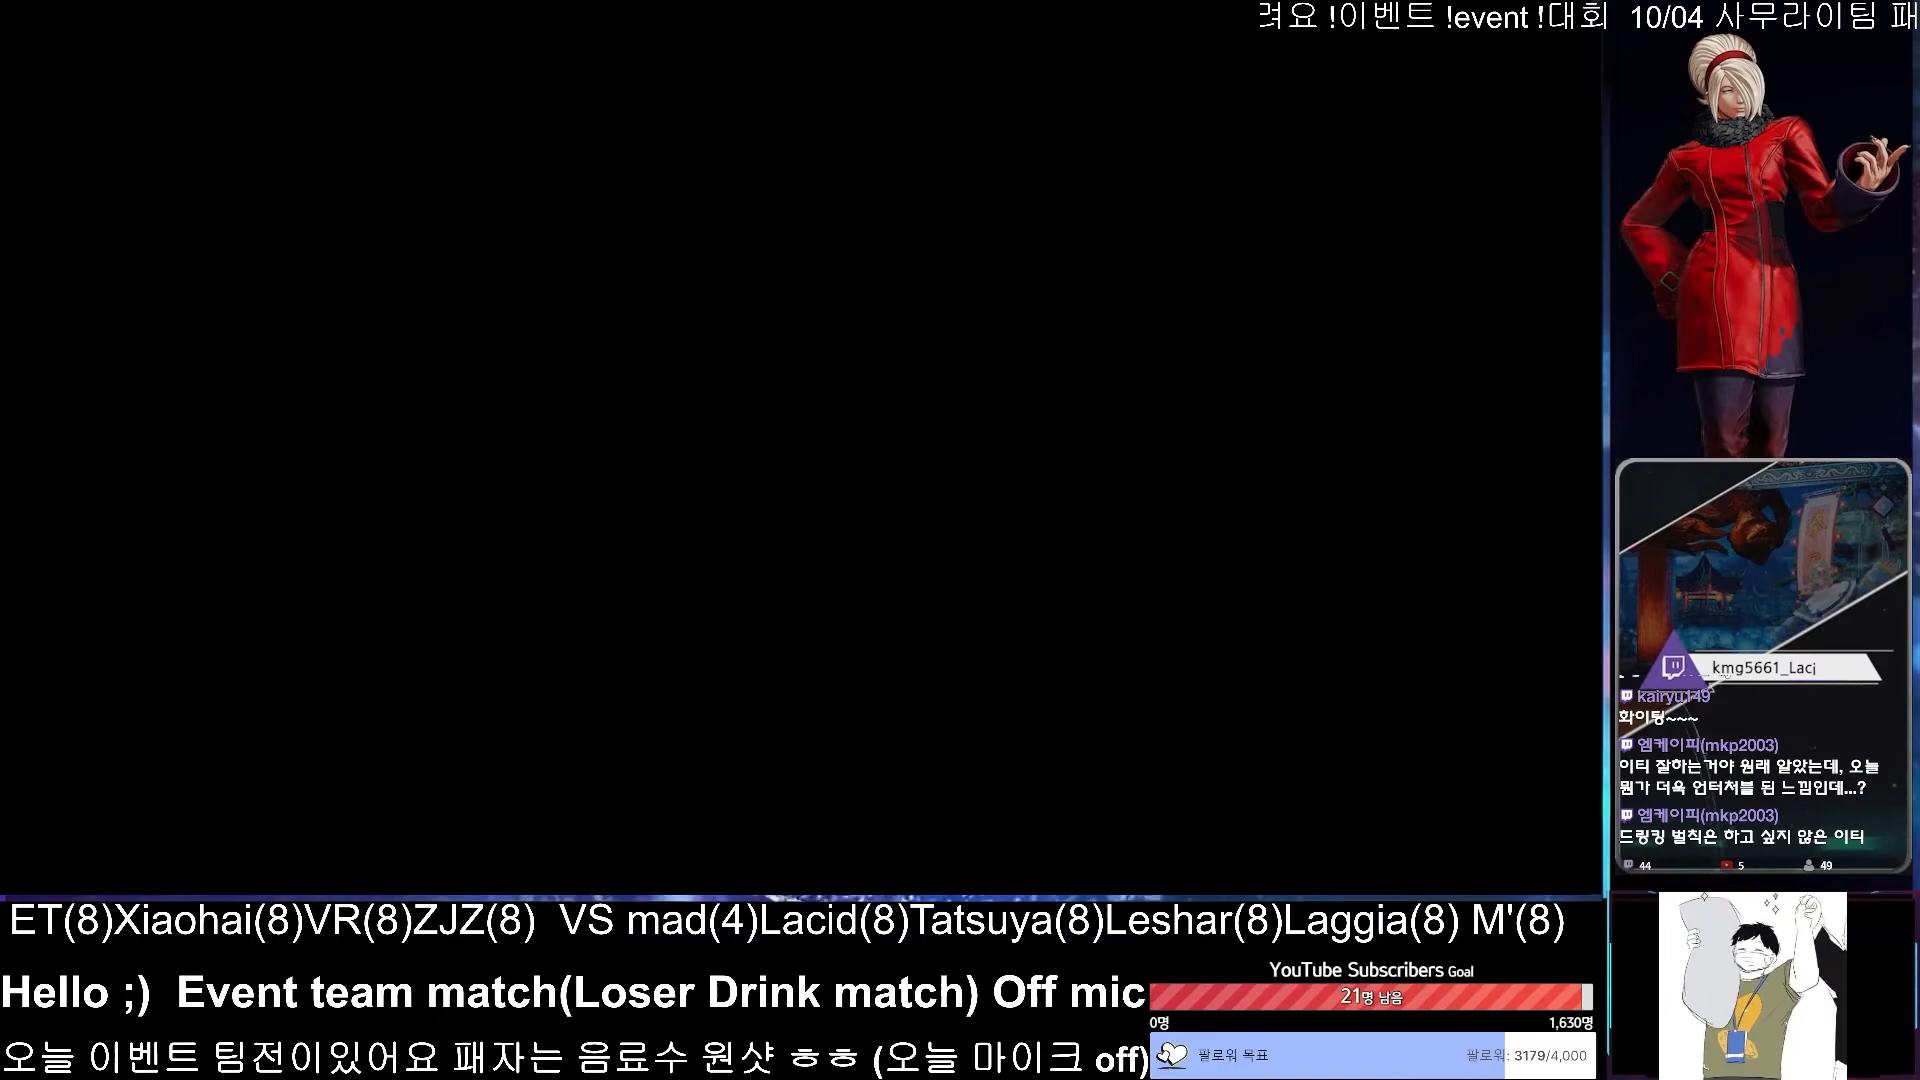 려요 !이벤트 !event !대회 10/04 사무라이팀 패
kmg5661_Laci
kairyu149
화이팅~~~
엠케이피(mkp2003)
이티 잘하는거야 원래 알았는데, 오늘
뭔가 더욱 언터처블 된 느낌인데...?
엠케이피(mkp2003)
드링킹 벌칙은 하고 싶지 않은 이티
44 5 49
ET(8)Xiaohai(8)VR(8)ZJZ(8) VS mad(4)Lacid(8)Tatsuya(8)Leshar(8)Laggia(8) M'(8)
Hello ;) Event team match(Loser Drink match) Off mic
오늘 이벤트 팀전이있어요 패자는 음료수 원샷 ㅎㅎ (오늘 마이크 off)
YouTube Subscribers Goal
21명 남음
0명 1,630명
팔로워 목표 팔로워: 3179/4,000